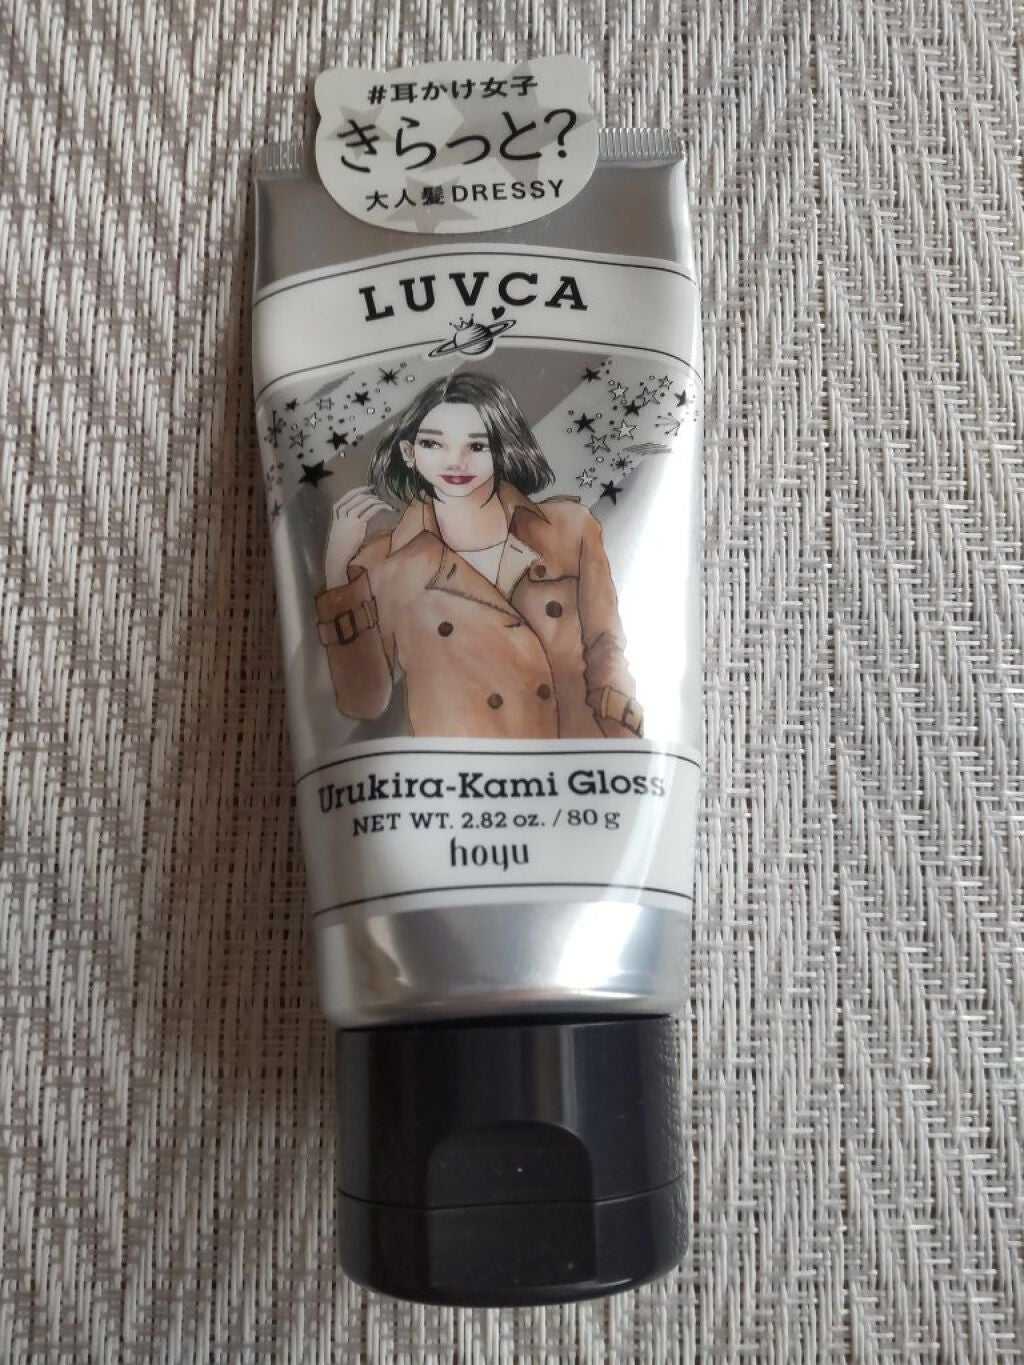 #耳かけ女子
きらっと?
大人髪DRESSY
LUVCA
Urukira-Kami Gloss
NET WT. 2.82 oz. / 80 g
hoyu